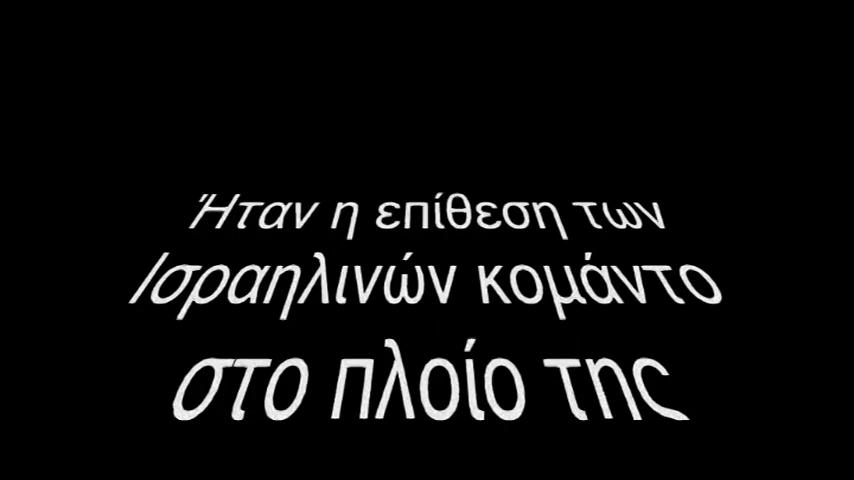 Ήταν η επίθεση των
Ισραηλινών κομάντο
στο πλοίο της